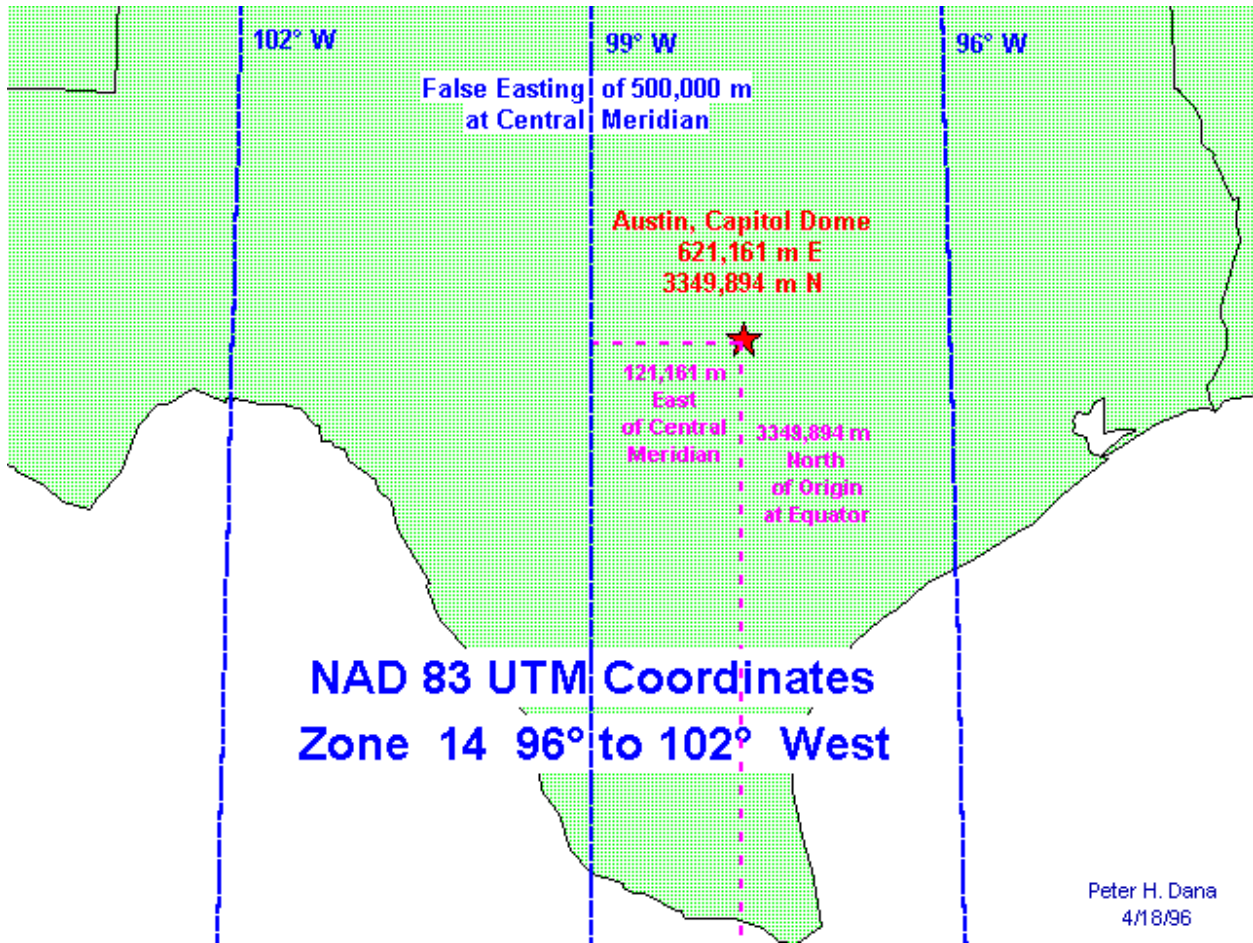 102° W
99° W
96° W
False Easting of 500,000 m
at Central Meridian
Austin, Capitol Dome
621,161 m E
3349,894 m N
121,161 m
East
of Central
Meridian
3349,894 m
North
of Origin
at Equator
NAD 83 UTM Coordinates
Zone 14 96° to 102° West
Peter H. Dana
4/18/96